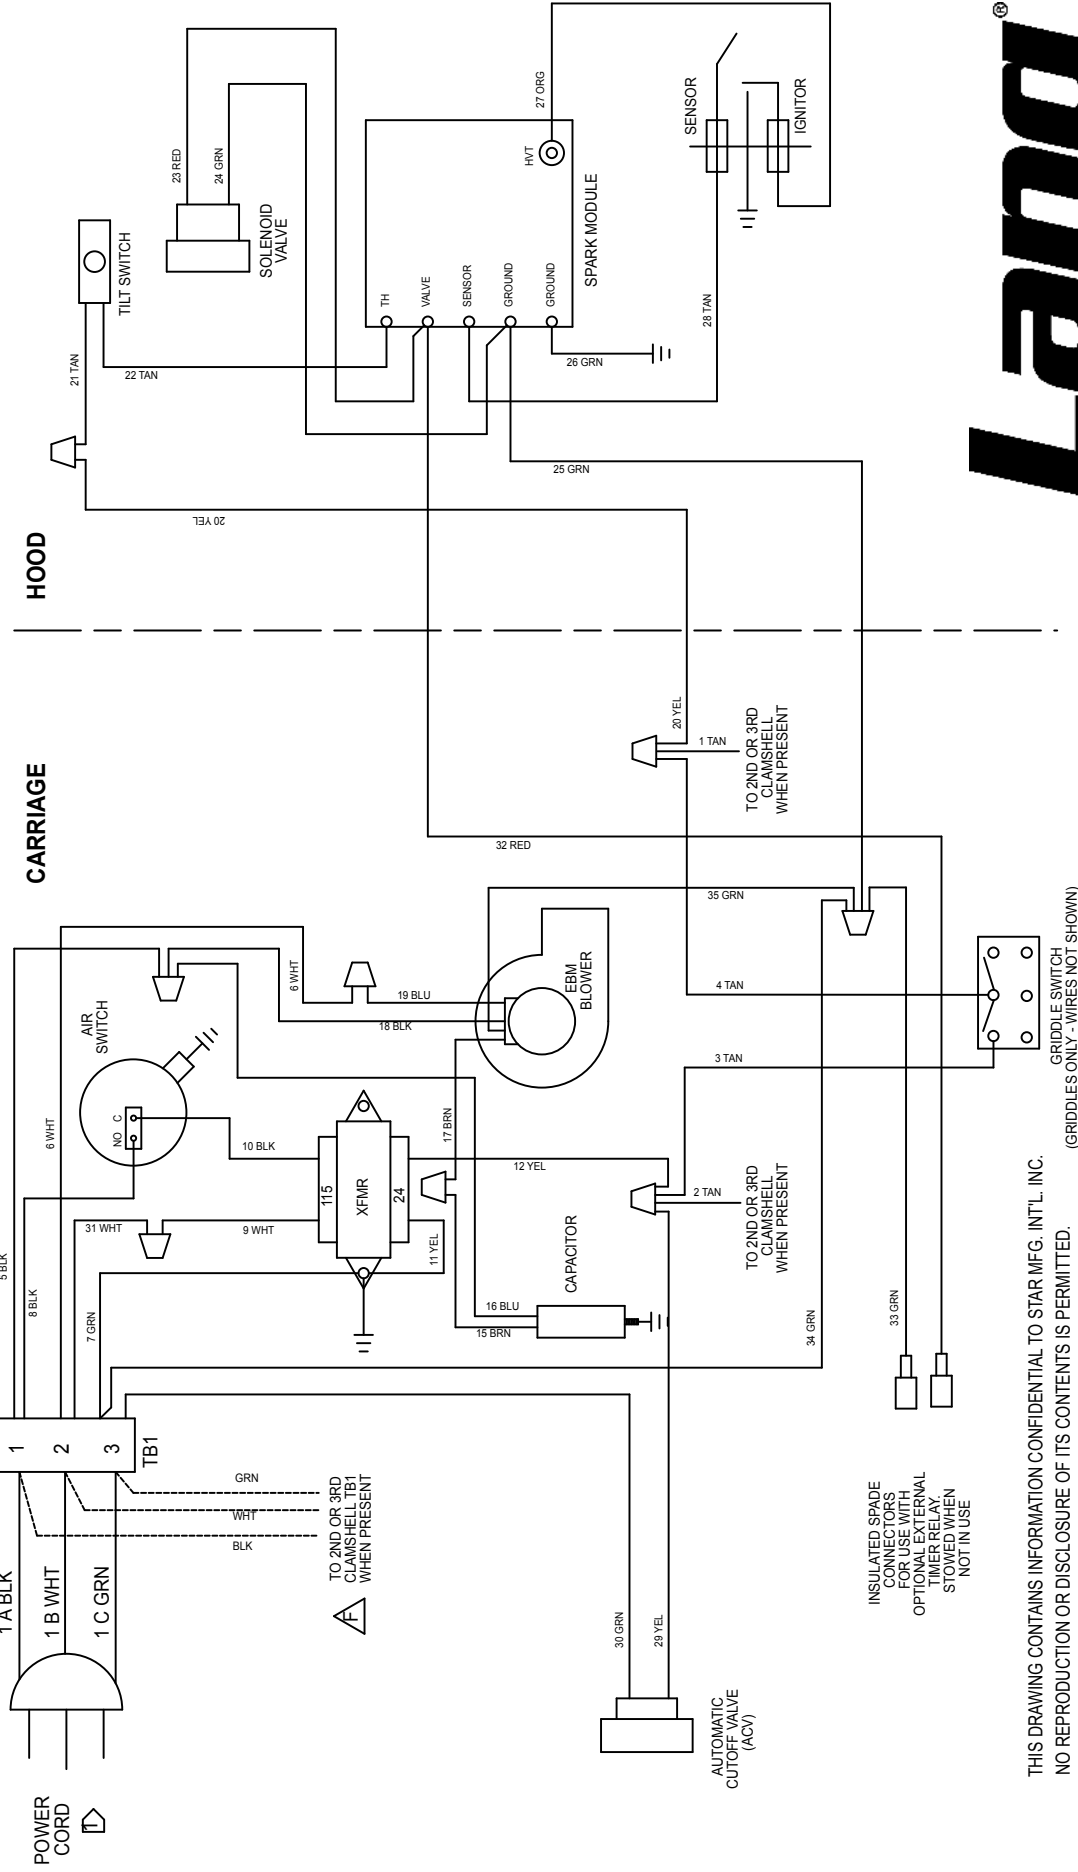 HOOD
CARRIAGE
POWER
CORD
1
1 A BLK
1 B WHT
1 C GRN
1
2
3
TB1
BLK
WHT
GRN
TO 2ND OR 3RD
CLAMSHELL TB1
WHEN PRESENT
F
5 BLK
8 BLK
6 WHT
31 WHT
7 GRN
9 WHT
10 BLK
NO
C
AIR
SWITCH
115
XFMR
24
11 YEL
12 YEL
6 WHT
19 BLU
18 BLK
17 BRN
16 BLU
15 BRN
CAPACITOR
EBM
BLOWER
35 GRN
30 GRN
29 YEL
AUTOMATIC
CUTOFF VALVE
(ACV)
2 TAN
TO 2ND OR 3RD
CLAMSHELL
WHEN PRESENT
3 TAN
4 TAN
1 TAN
TO 2ND OR 3RD
CLAMSHELL
WHEN PRESENT
20 YEL
32 RED
34 GRN
33 GRN
GRIDDLE SWITCH
(GRIDDLES ONLY - WIRES NOT SHOWN)
INSULATED SPADE
CONNECTORS
FOR USE WITH
OPTIONAL EXTERNAL
TIMER RELAY.
STOWED WHEN
NOT IN USE
20 YEL
21 TAN
22 TAN
TILT SWITCH
23 RED
24 GRN
SOLENOID
VALVE
TH
VALVE
SENSOR
GROUND
GROUND
HVT
SPARK MODULE
25 GRN
26 GRN
27 ORG
28 TAN
SENSOR
IGNITOR
THIS DRAWING CONTAINS INFORMATION CONFIDENTIAL TO STAR MFG. INT'L. INC.
NO REPRODUCTION OR DISCLOSURE OF ITS CONTENTS IS PERMITTED.
Lang®